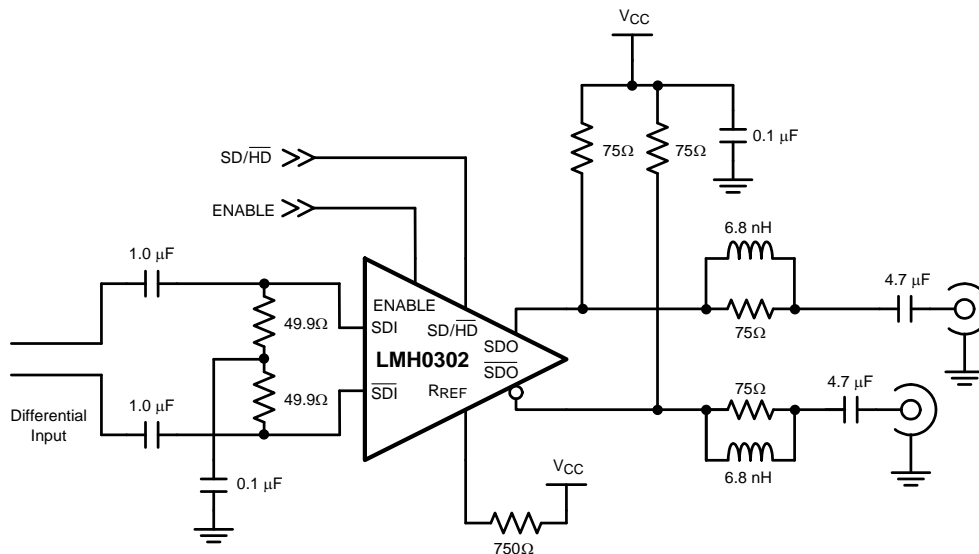 VCC
SD/HD
75Ω
75Ω
0.1 µF
ENABLE
6.8 nH
1.0 µF
4.7 µF
ENABLE
SDI
SD/HD
SDO
75Ω
49.9Ω
LMH0302
SDO
49.9Ω
SDI
RREF
75Ω
4.7 µF
Differential
Input
1.0 µF
6.8 nH
0.1 µF
VCC
750Ω